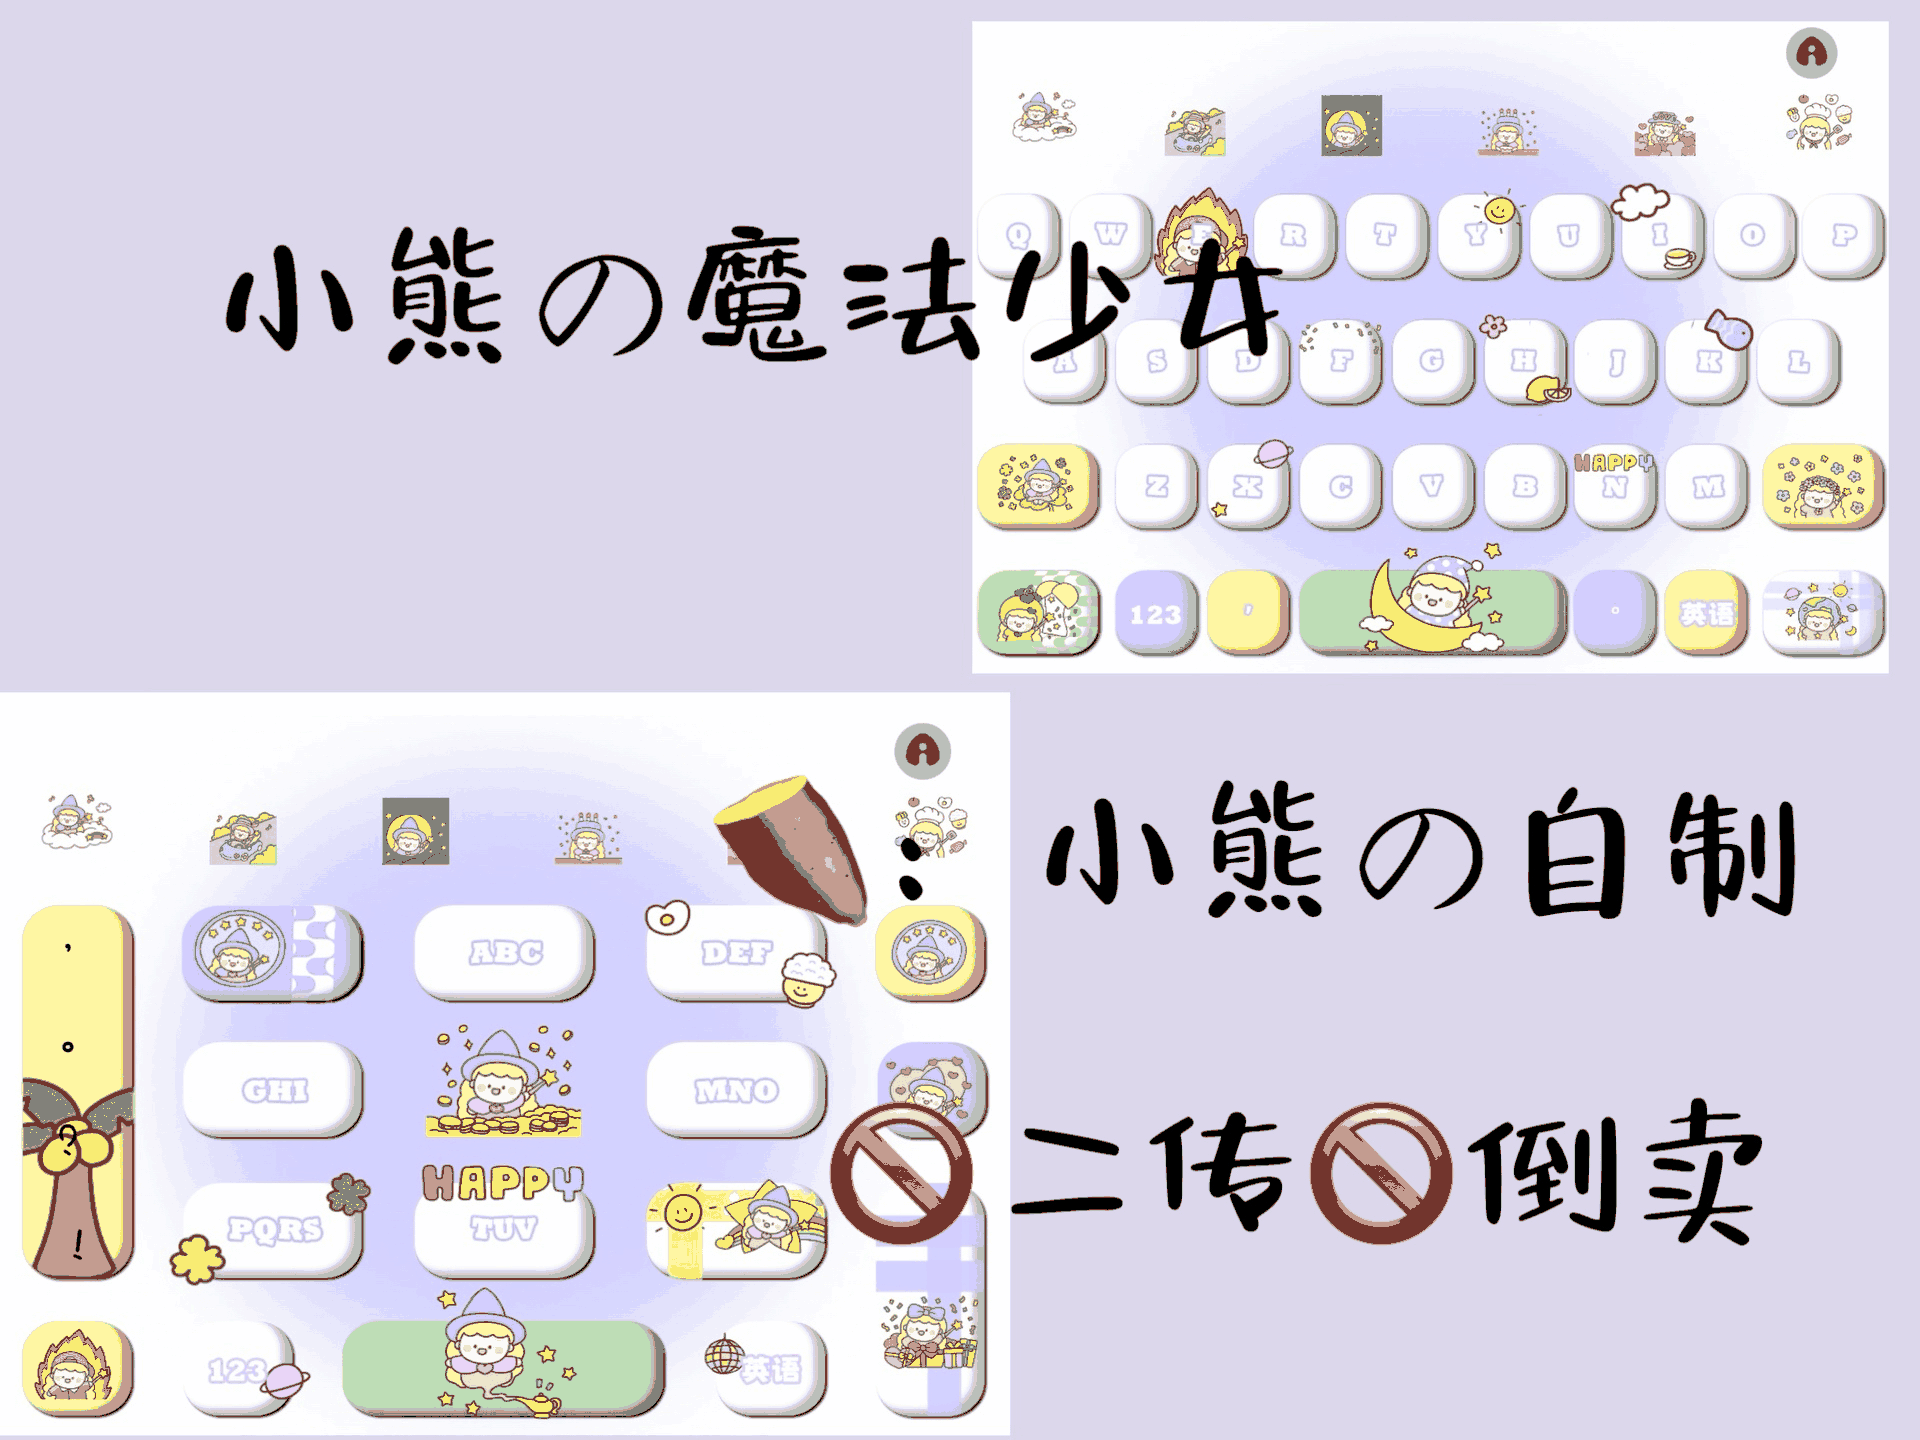 小熊の魔法少女
Q W E R T Y U I O P
A S D F G H J K L
Z X C V B N M
HAPPY
123 , 。 英语
🍠:小熊の自制
🚫二传🚫倒卖
, 。 ? !
ABC DEF
GHI MNO
HAPPY
PQRS TUV
123 英语